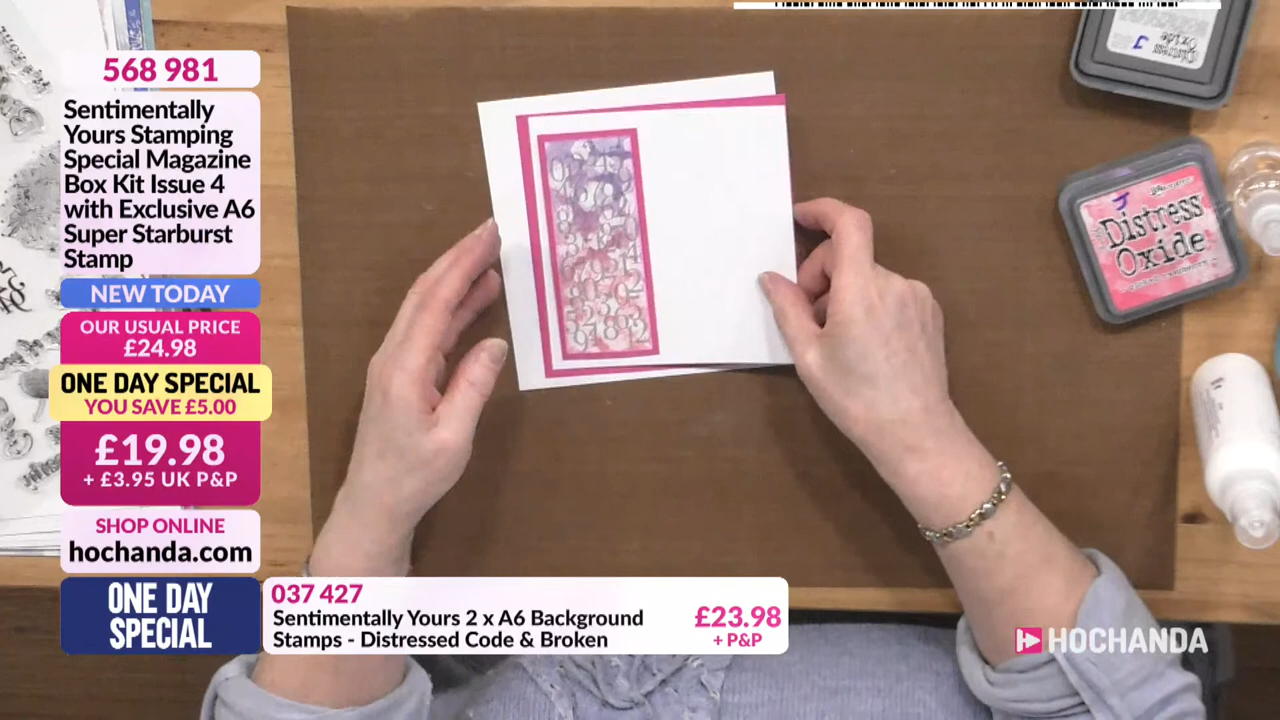 568 981
Sentimentally
Yours Stamping
Special Magazine
Box Kit Issue 4
with Exclusive A6
Super Starburst
Stamp
NEW TODAY
OUR USUAL PRICE
£24.98
ONE DAY SPECIAL
YOU SAVE £5.00
£19.98
+ £3.95 UK P&P
SHOP ONLINE
hochanda.com
ONE DAY
SPECIAL
037 427
Sentimentally Yours 2 x A6 Background
Stamps - Distressed Code & Broken
£23.98
+ P&P
HOCHANDA
Distress
Oxide
J
Distress
Oxide
J